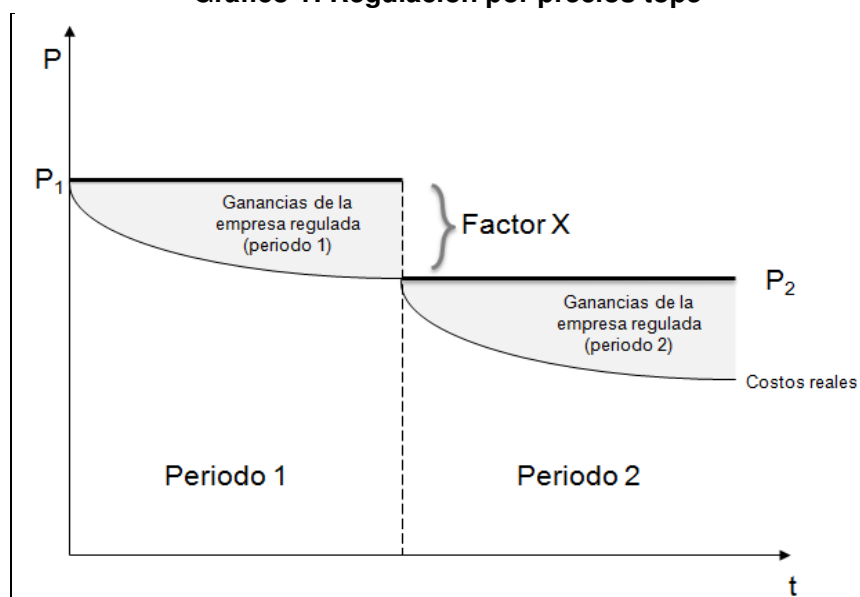 Gráfico 1: Regulación por precios tope
P
P1
Ganancias de la
empresa regulada
(periodo 1)
Factor X
P2
Ganancias de la
empresa regulada
(periodo 2)
Costos reales
Periodo 1
Periodo 2
t